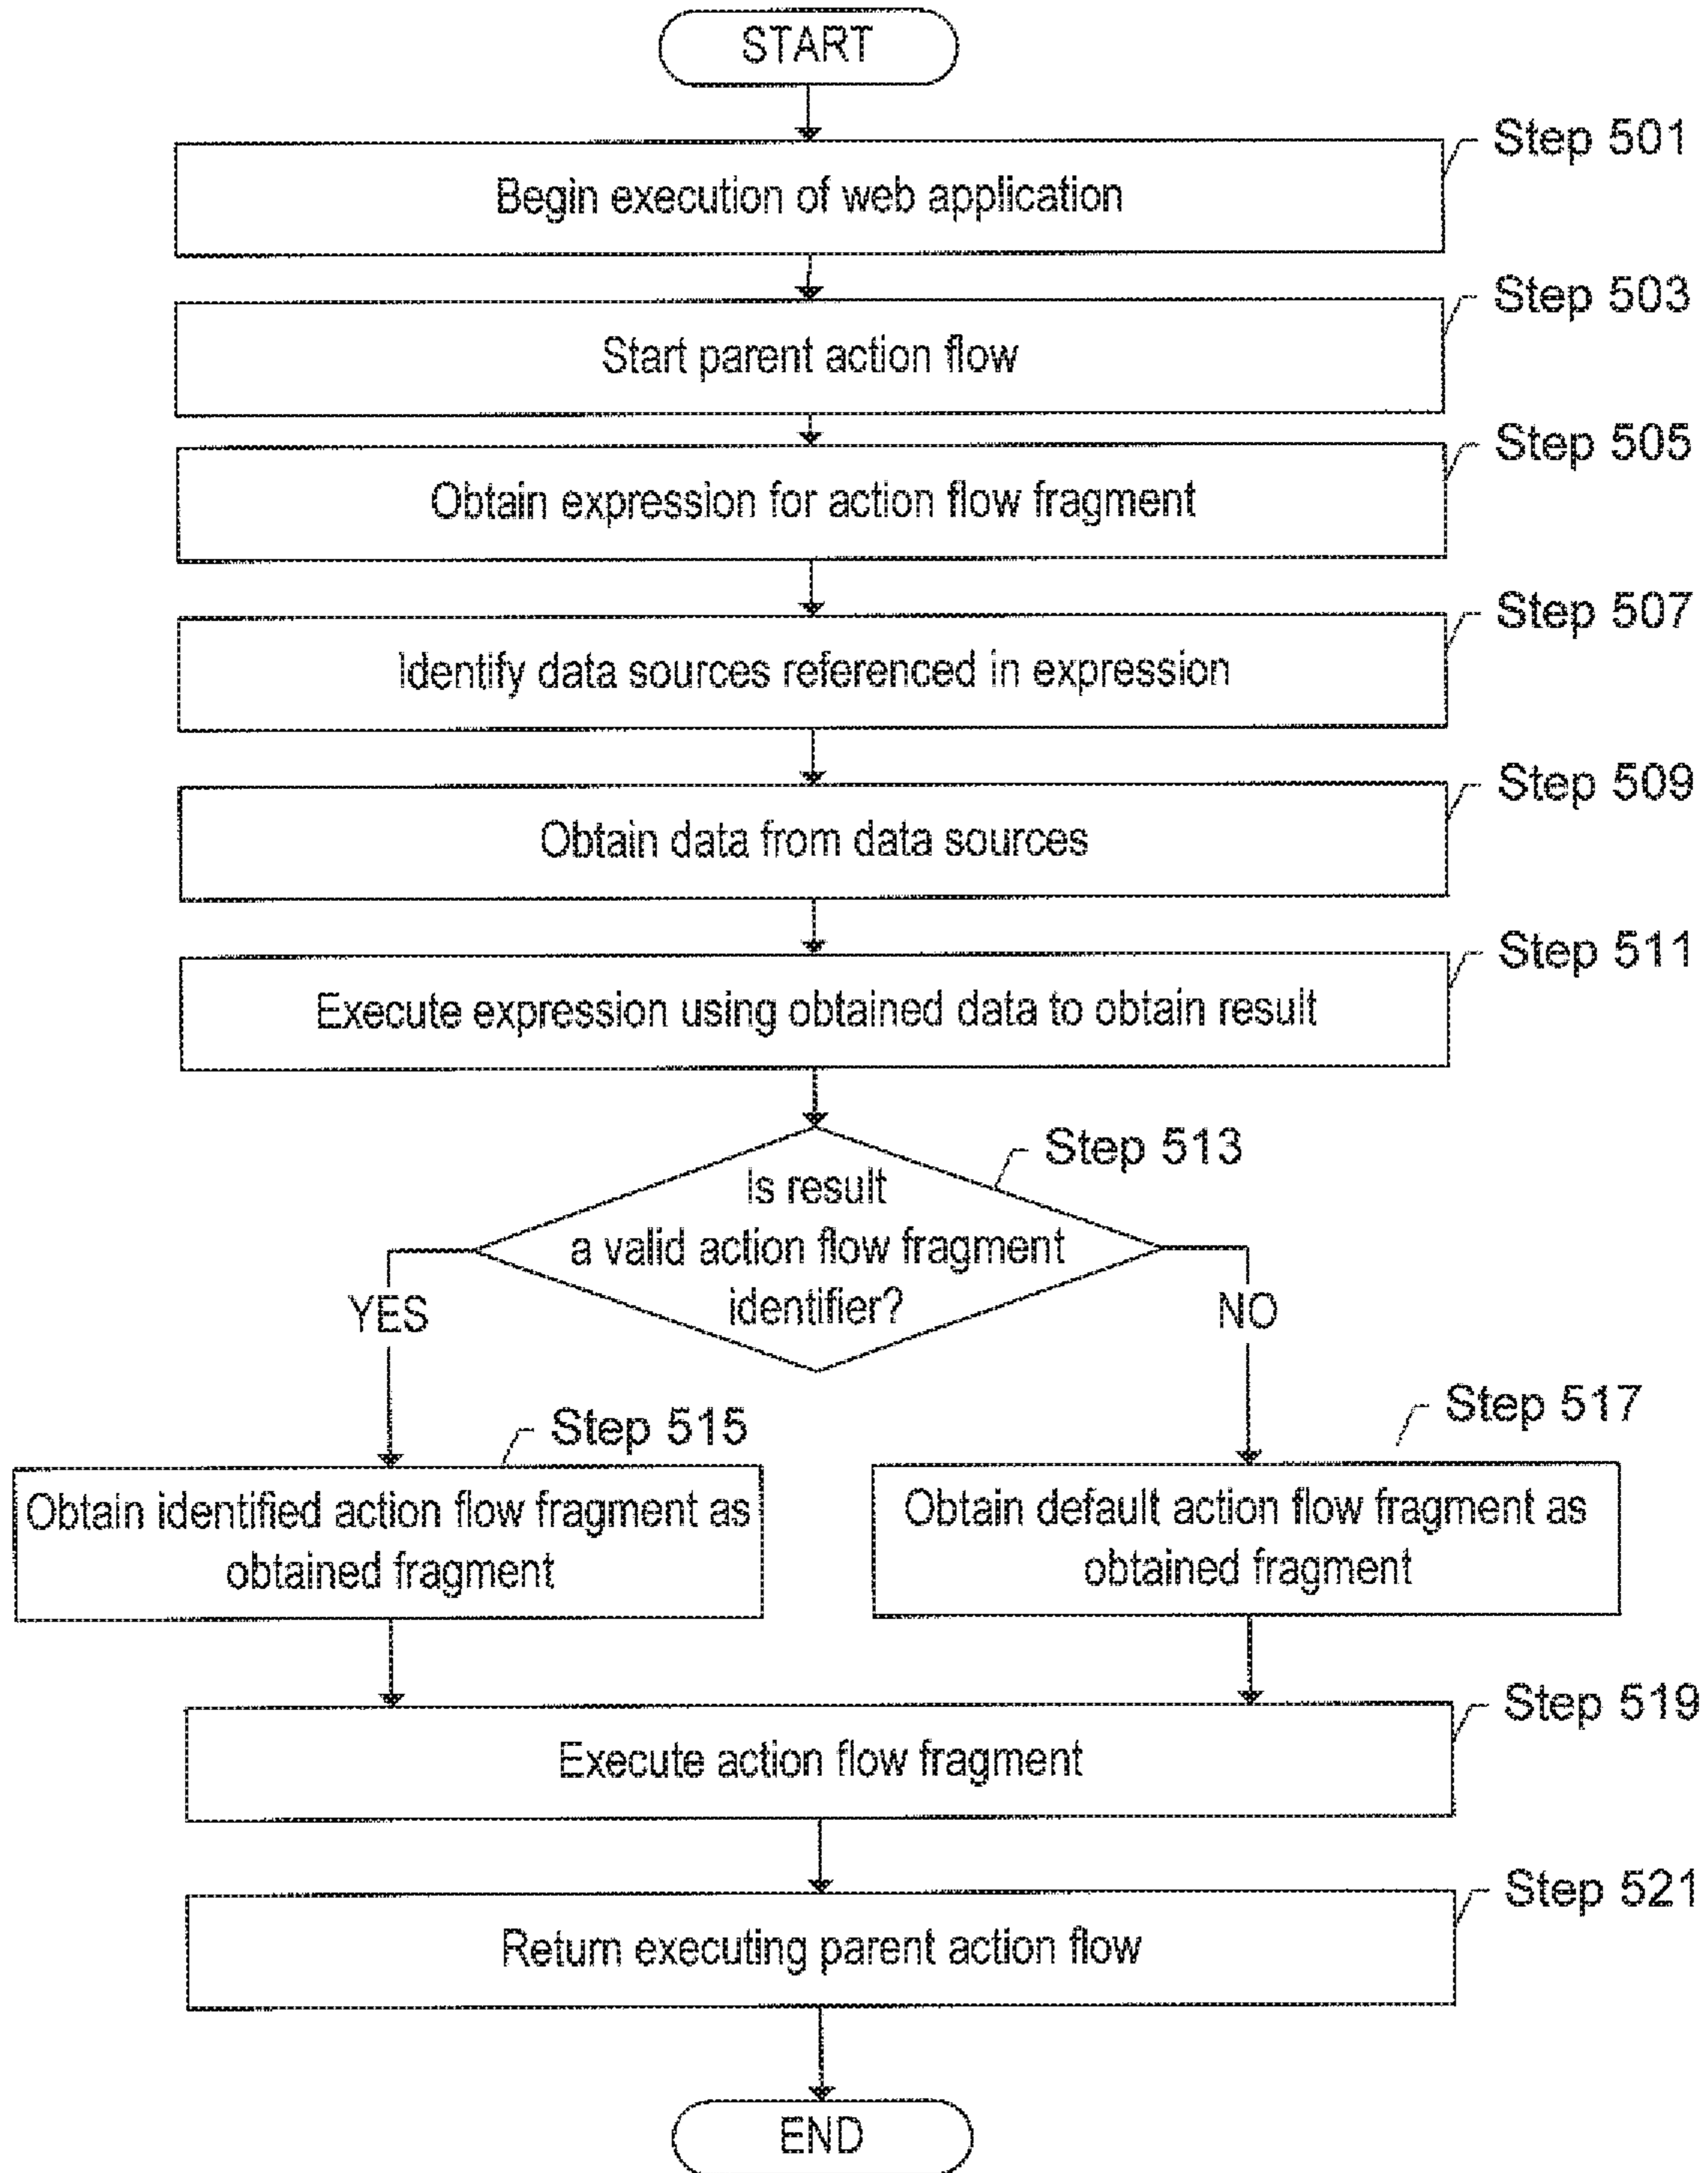 START
Step 501
Begin execution of web application
Step 503
Start parent action flow
Step 505
Obtain expression for action flow fragment
Step 507
Identify data sources referenced in expression
Step 509
Obtain data from data sources
Step 511
Execute expression using obtained data to obtain result
Step 513
Is result
a valid action flow fragment
identifier?
YES
NO
Step 515
Obtain identified action flow fragment as
obtained fragment
Step 517
Obtain default action flow fragment as
obtained fragment
Step 519
Execute action flow fragment
Step 521
Return executing parent action flow
END